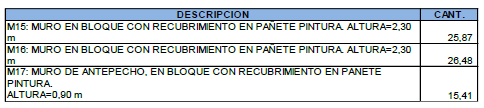 DESCRIPCION CANT.
M15: MURO EN BLOQUE CON RECUBRIMIENTO EN PAÑETE PINTURA. ALTURA=2,30
m 25,87
M16: MURO EN BLOQUE CON RECUBRIMIENTO EN PAÑETE PINTURA. ALTURA=2,30
m 26,48
M17: MURO DE ANTEPECHO, EN BLOQUE CON RECUBRIMIENTO EN PANETE
PINTURA.
ALTURA=0,90 m 15,41